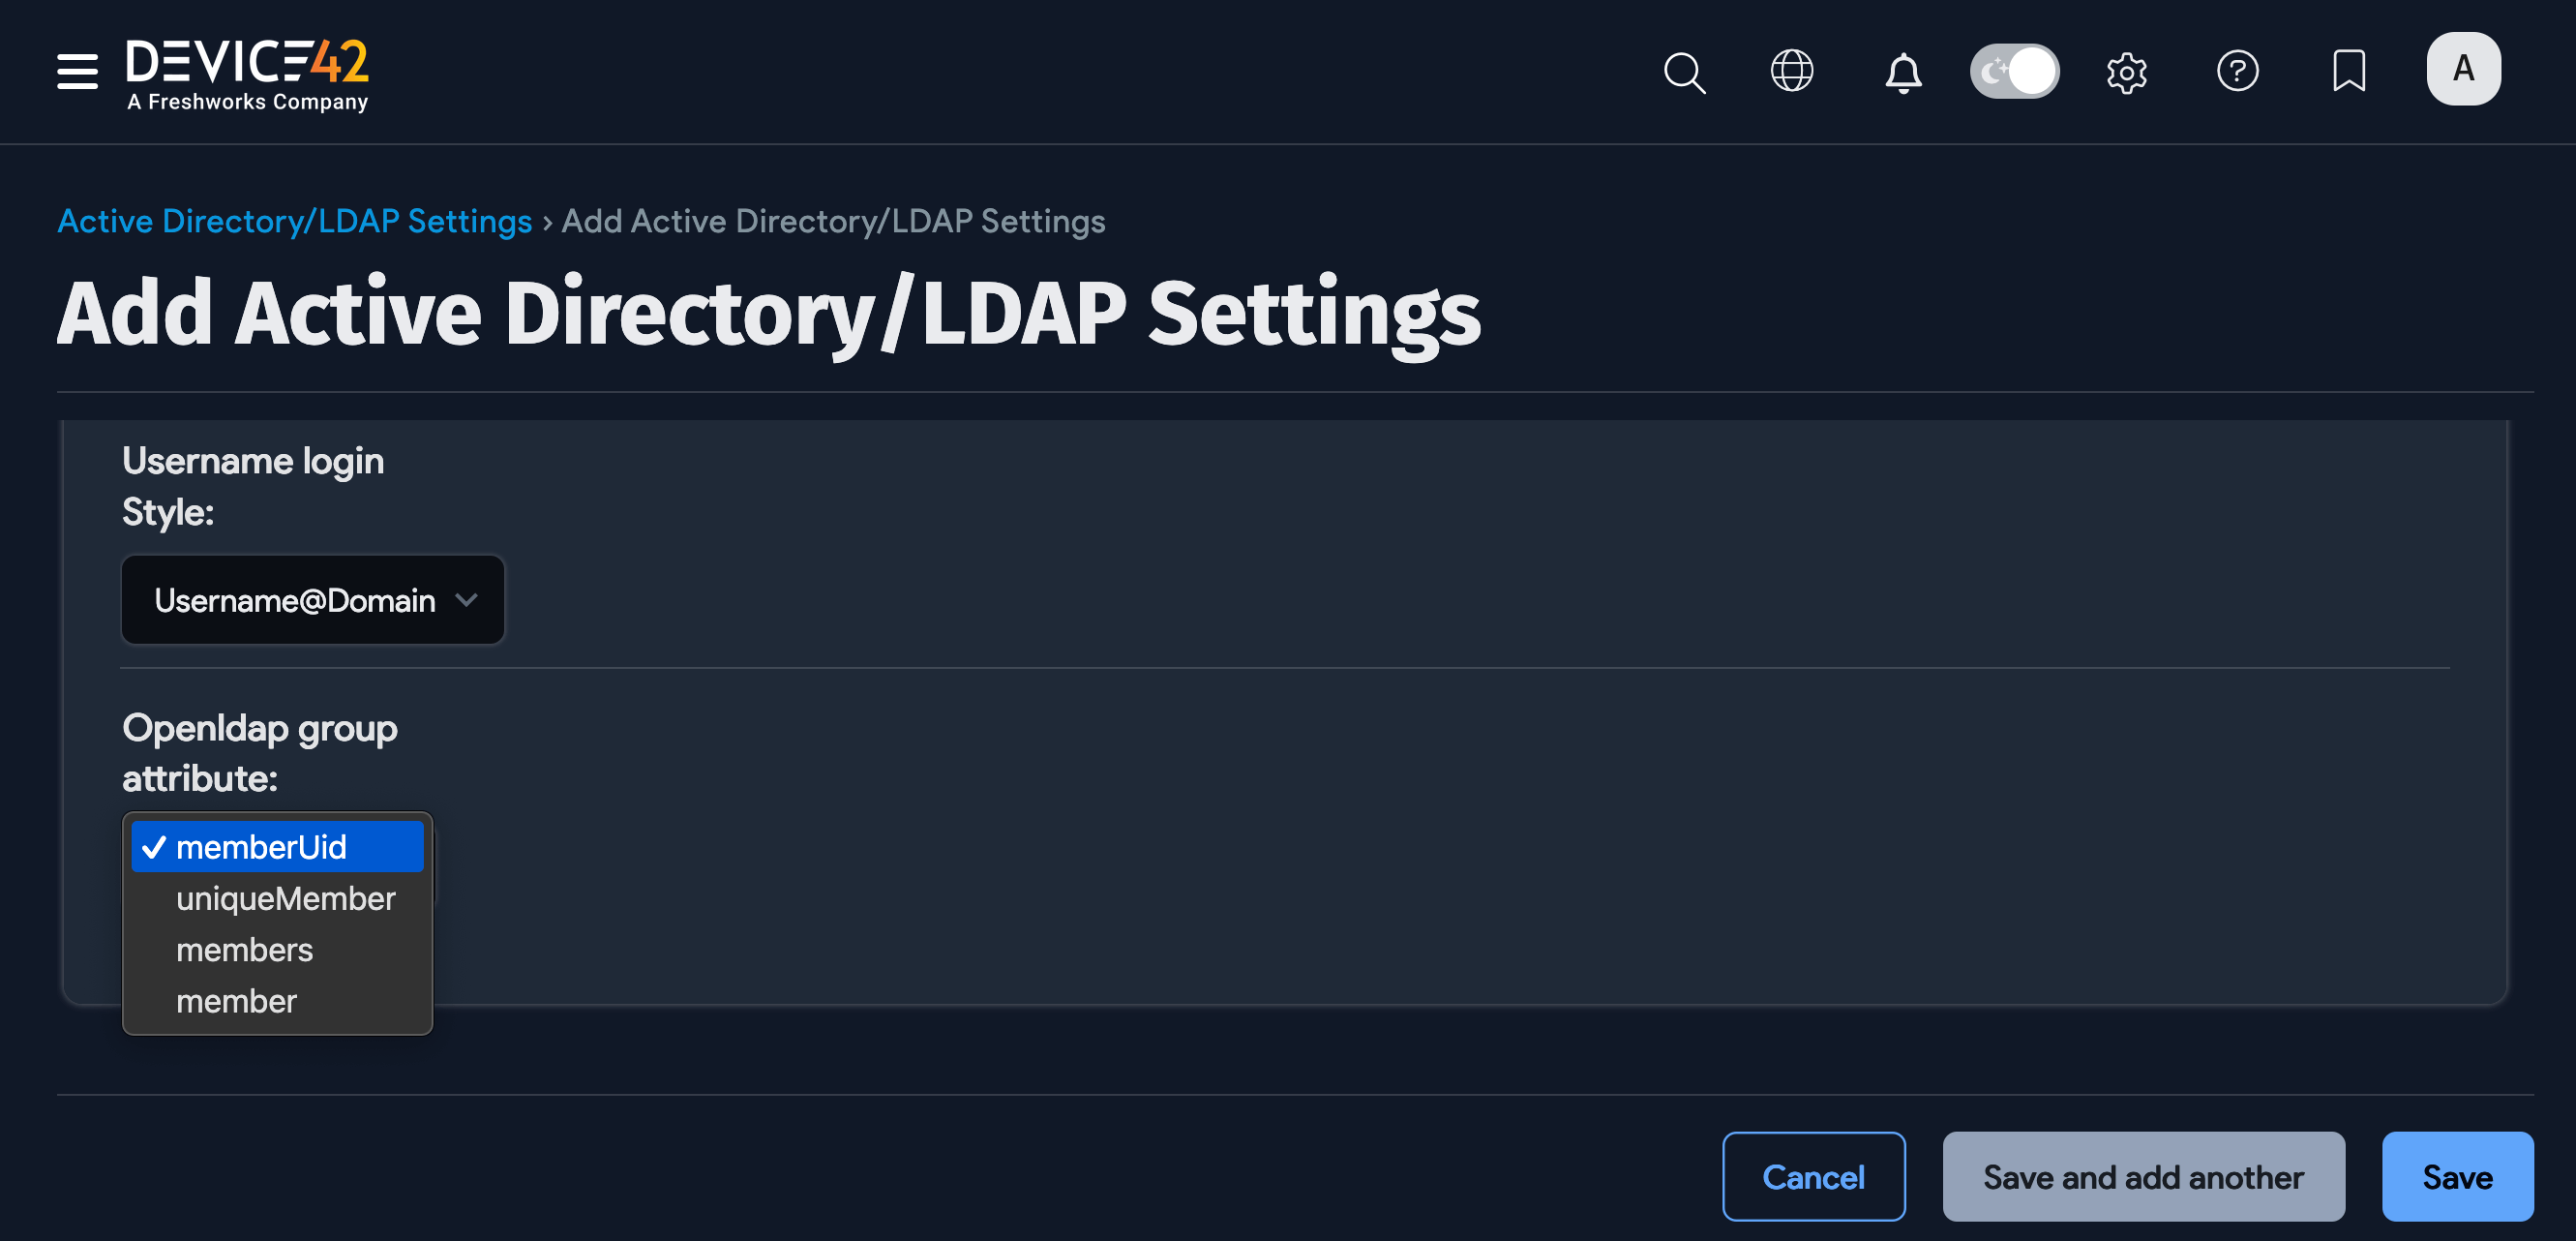 DEVICE42
A Freshworks Company
A
Active Directory/LDAP Settings › Add Active Directory/LDAP Settings
Add Active Directory/LDAP Settings
Username login
Style:
Username@Domain
Openldap group
attribute:
memberUid
uniqueMember
members
member
Cancel
Save and add another
Save